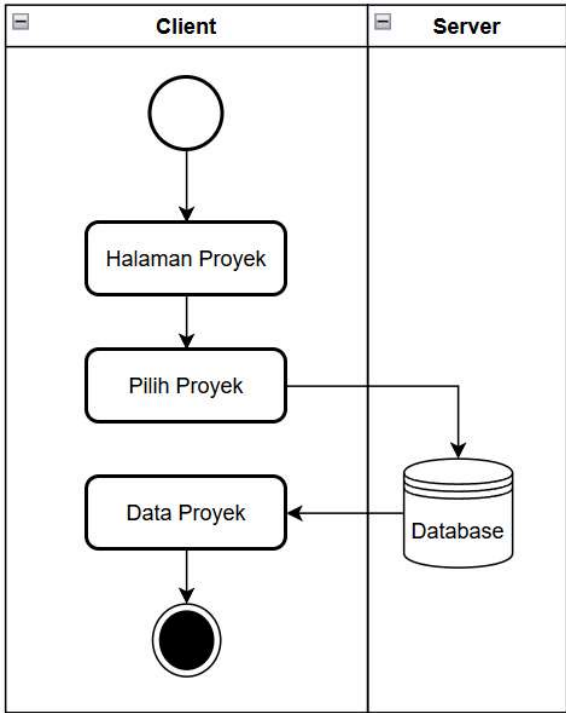 Client
Server
Halaman Proyek
Pilih Proyek
Data Proyek
Database